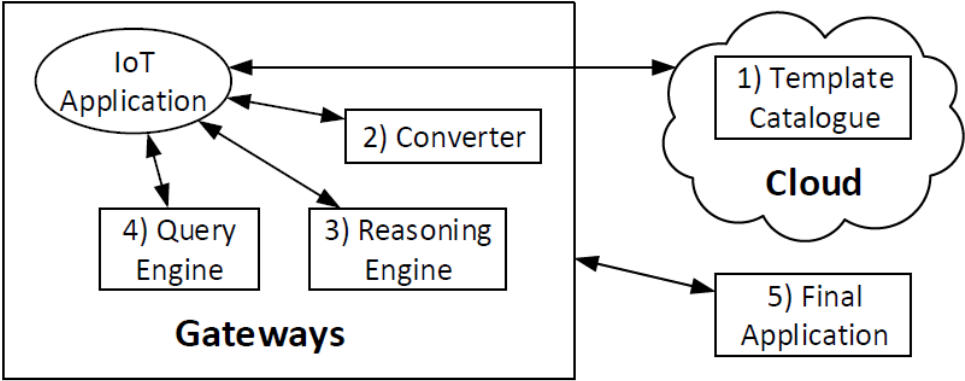 IoT
Application
1) Template
Catalogue
2) Converter
Cloud
4) Query
Engine
3) Reasoning
Engine
5) Final
Application
Gateways